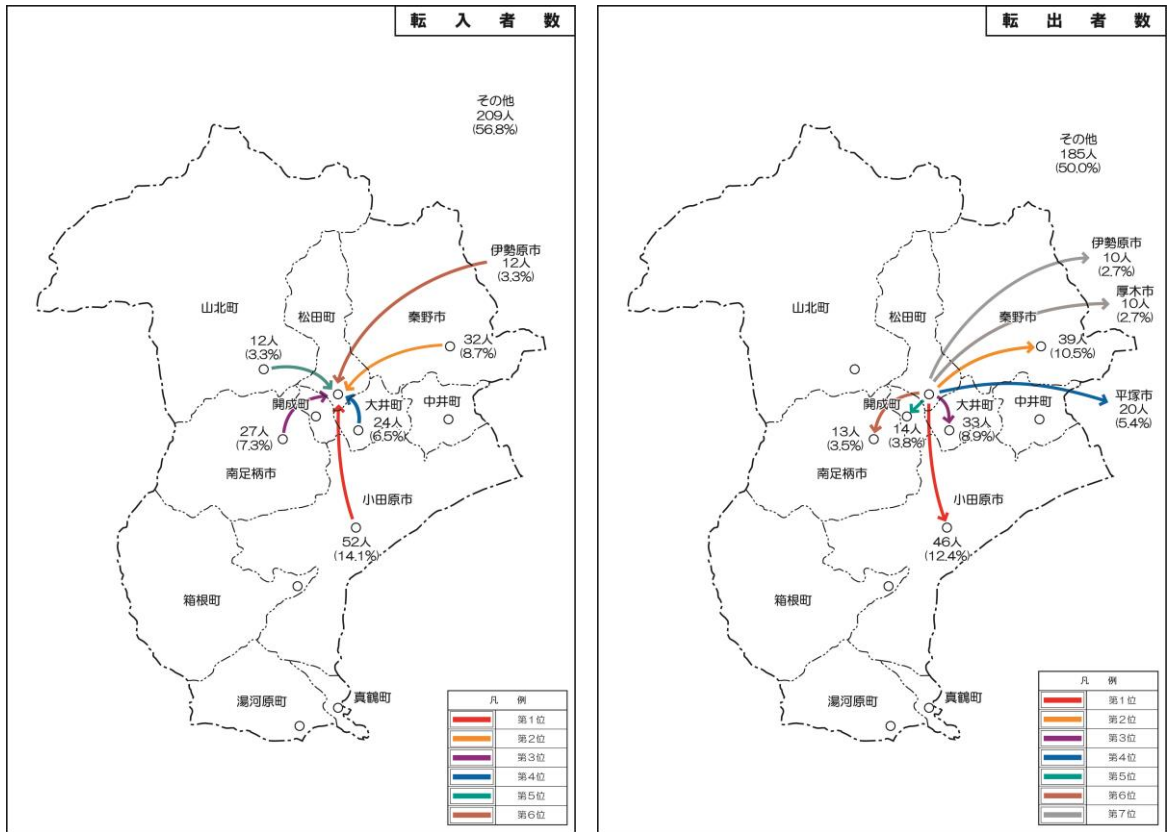 転入者数
その他
209人
(56.8%)
伊勢原市
12人
(3.3%)
山北町
松田町
秦野市
12人
(3.3%)
32人
(8.7%)
開成町
大井町
中井町
27人
(7.3%)
24人
(6.5%)
南足柄市
小田原市
52人
(14.1%)
箱根町
湯河原町
真鶴町
凡例
第1位
第2位
第3位
第4位
第5位
第6位
転出者数
その他
185人
(50.0%)
伊勢原市
10人
(2.7%)
厚木市
10人
(2.7%)
山北町
松田町
秦野市
39人
(10.5%)
開成町
大井町
中井町
平塚市
20人
(5.4%)
13人
(3.5%)
14人
(3.8%)
33人
(8.9%)
南足柄市
小田原市
46人
(12.4%)
箱根町
湯河原町
真鶴町
凡例
第1位
第2位
第3位
第4位
第5位
第6位
第7位